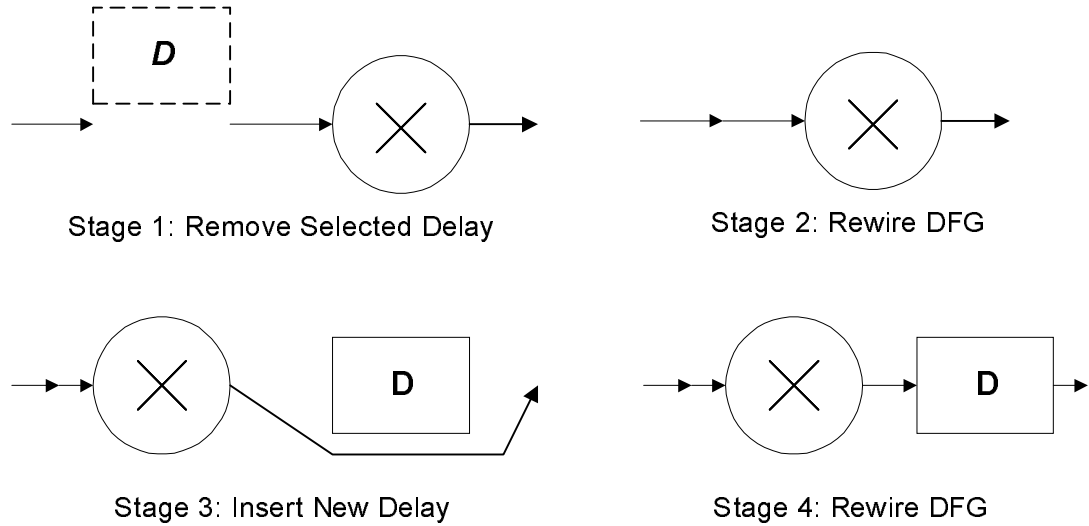 D
Stage 1: Remove Selected Delay
Stage 2: Rewire DFG
D
Stage 3: Insert New Delay
D
Stage 4: Rewire DFG